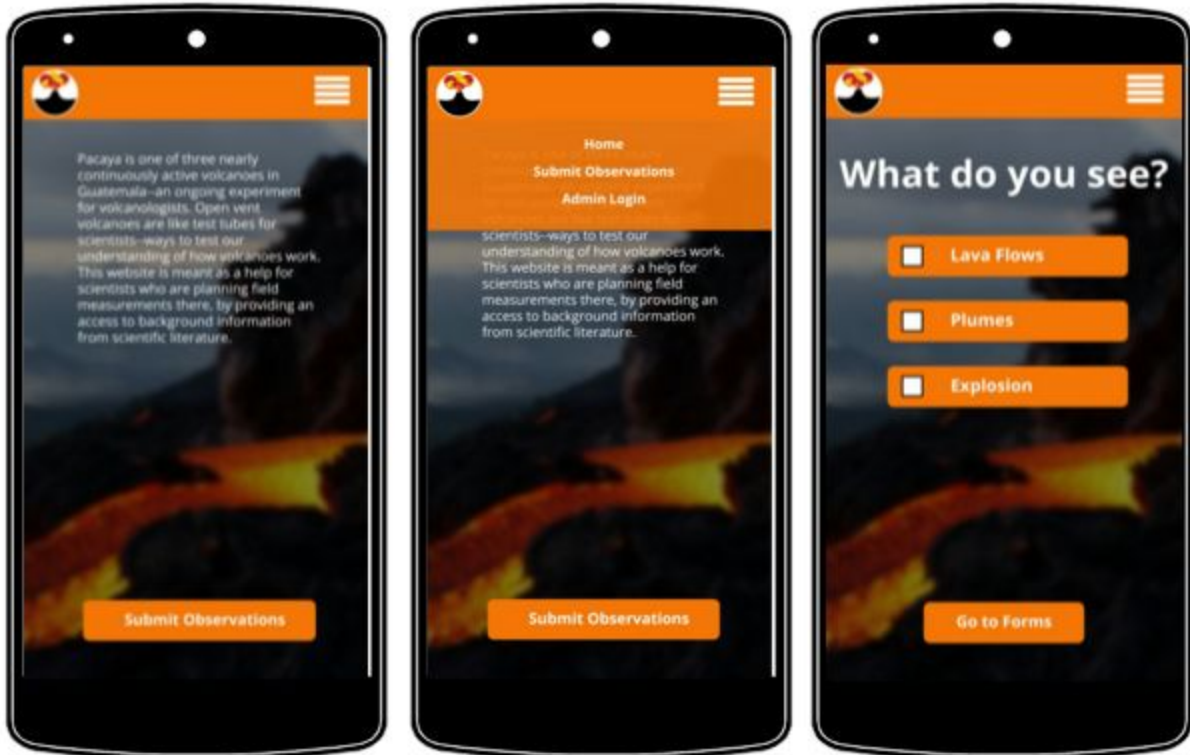 Pacaya is one of three nearly
continuously active volcanoes in
Guatemala--an ongoing experiment
for volcanologists. Open vent
volcanoes are like test tubes for
scientists--ways to test our
understanding of how volcanoes work.
This website is meant as a help for
scientists who are planning field
measurements there, by providing an
access to background information
from scientific literature.
Submit Observations
Home
Submit Observations
Admin Login
scientists--ways to test our
understanding of how volcanoes work.
This website is meant as a help for
scientists who are planning field
measurements there, by providing an
access to background information
from scientific literature.
Submit Observations
What do you see?
Lava Flows
Plumes
Explosion
Go to Forms